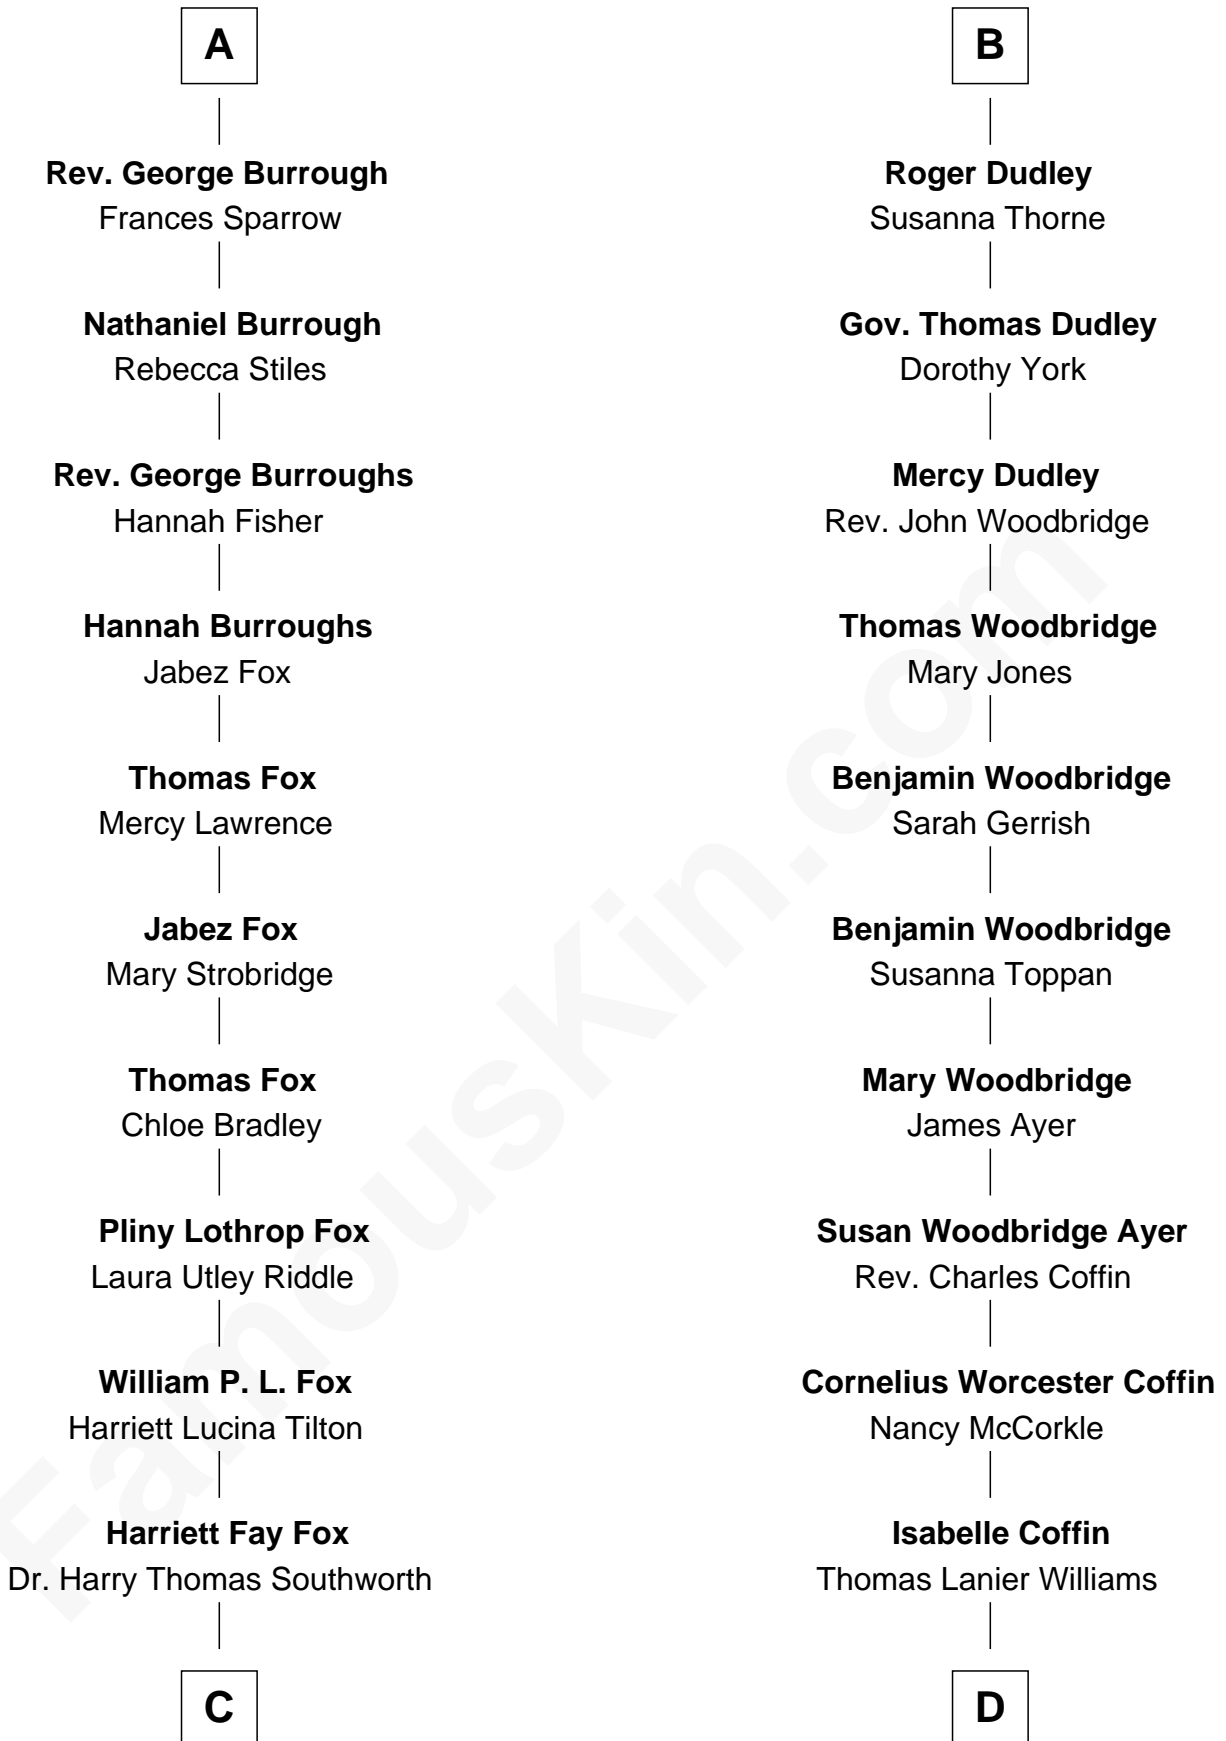 A
Rev. George Burrough
Frances Sparrow
Nathaniel Burrough
Rebecca Stiles
Rev. George Burroughs
Hannah Fisher
Hannah Burroughs
Jabez Fox
Thomas Fox
Mercy Lawrence
Jabez Fox
Mary Strobridge
Thomas Fox
Chloe Bradley
Pliny Lothrop Fox
Laura Utley Riddle
William P. L. Fox
Harriett Lucina Tilton
Harriett Fay Fox
Dr. Harry Thomas Southworth
C
B
Roger Dudley
Susanna Thorne
Gov. Thomas Dudley
Dorothy York
Mercy Dudley
Rev. John Woodbridge
Thomas Woodbridge
Mary Jones
Benjamin Woodbridge
Sarah Gerrish
Benjamin Woodbridge
Susanna Toppan
Mary Woodbridge
James Ayer
Susan Woodbridge Ayer
Rev. Charles Coffin
Cornelius Worcester Coffin
Nancy McCorkle
Isabelle Coffin
Thomas Lanier Williams
D
FamousKin.com